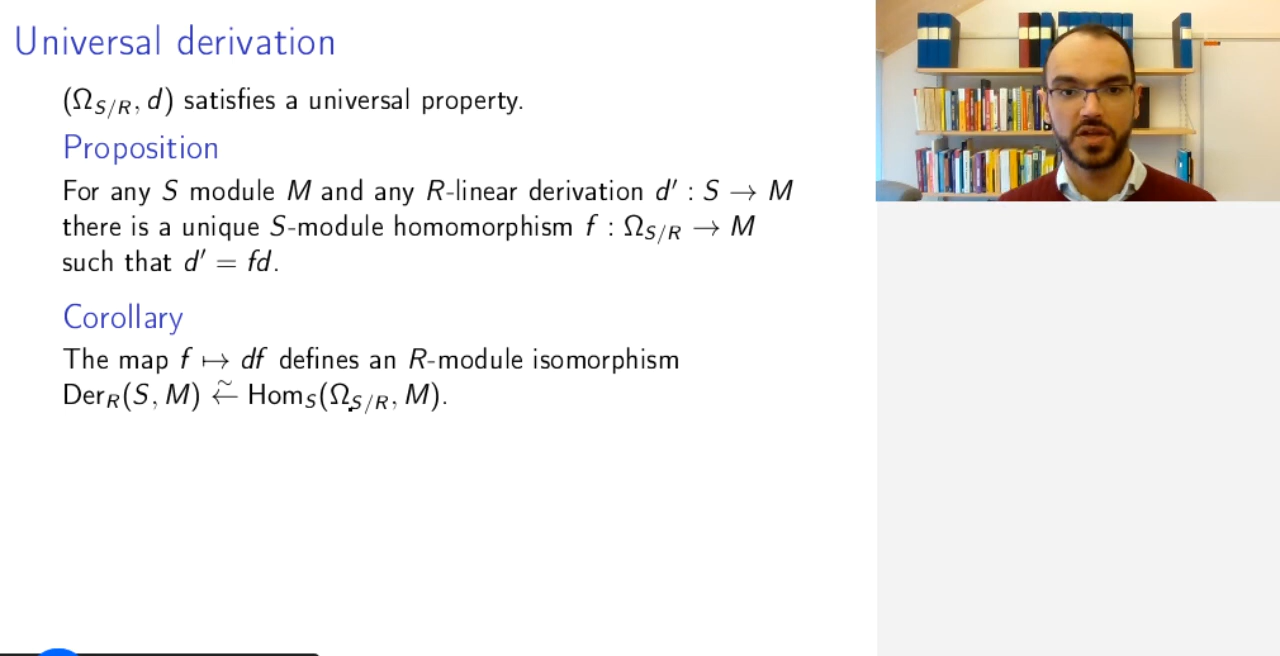 Universal derivation
(Ω_{S/R}, d) satisfies a universal property.
Proposition
For any S module M and any R-linear derivation d′ : S → M
there is a unique S-module homomorphism f : Ω_{S/R} → M
such that d′ = fd.
Corollary
The map f ↦ df defines an R-module isomorphism
Der_R(S, M) ←̃ Hom_S(Ω_{S/R}, M).